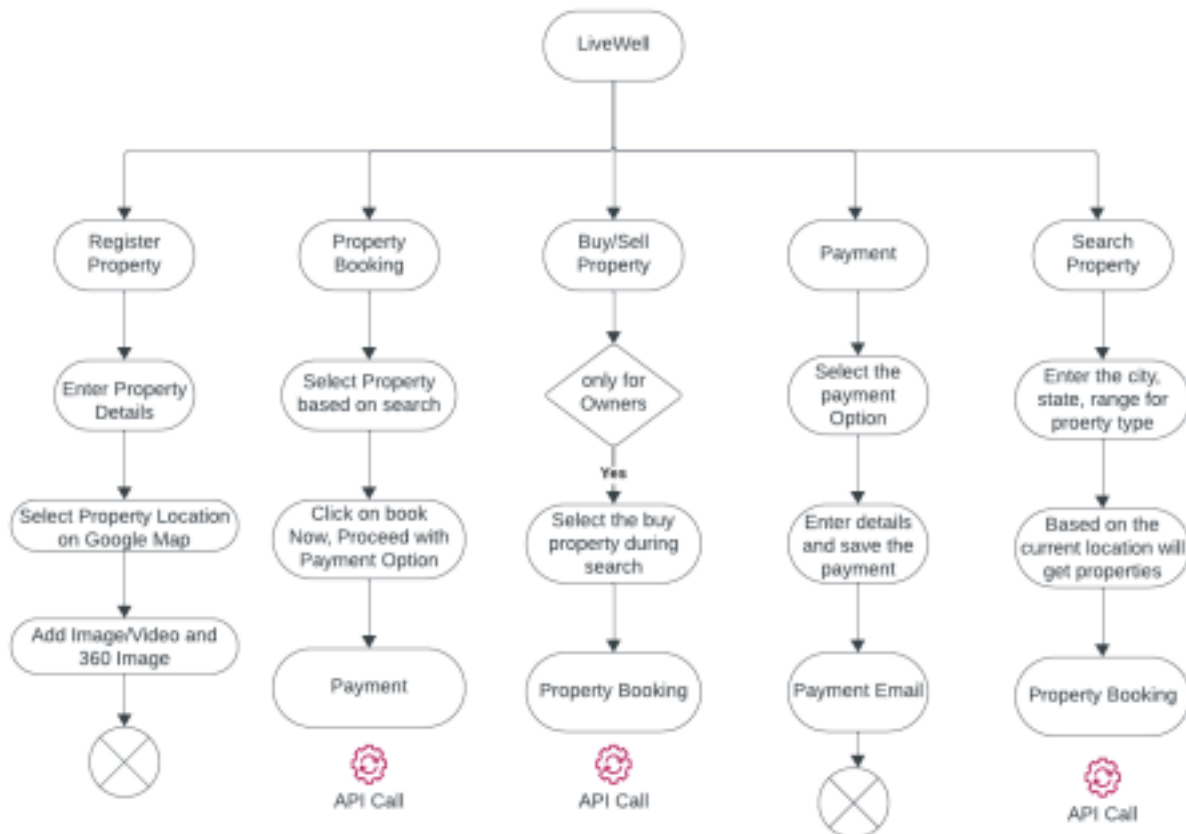 LiveWell
Register
Property
Property
Booking
Buy/Sell
Property
Payment
Search
Property
Enter Property
Details
Select Property
based on search
only for
Owners
Select the
payment
Option
Enter the city,
state, range for
proerty type
Yes
Select Property Location
on Google Map
Click on book
Now, Proceed with
Payment Option
Select the buy
property during
search
Enter details
and save the
payment
Based on the
current location will
get properties
Add Image/Video and
360 Image
Payment
Property Booking
Payment Email
Property Booking
API Call
API Call
API Call